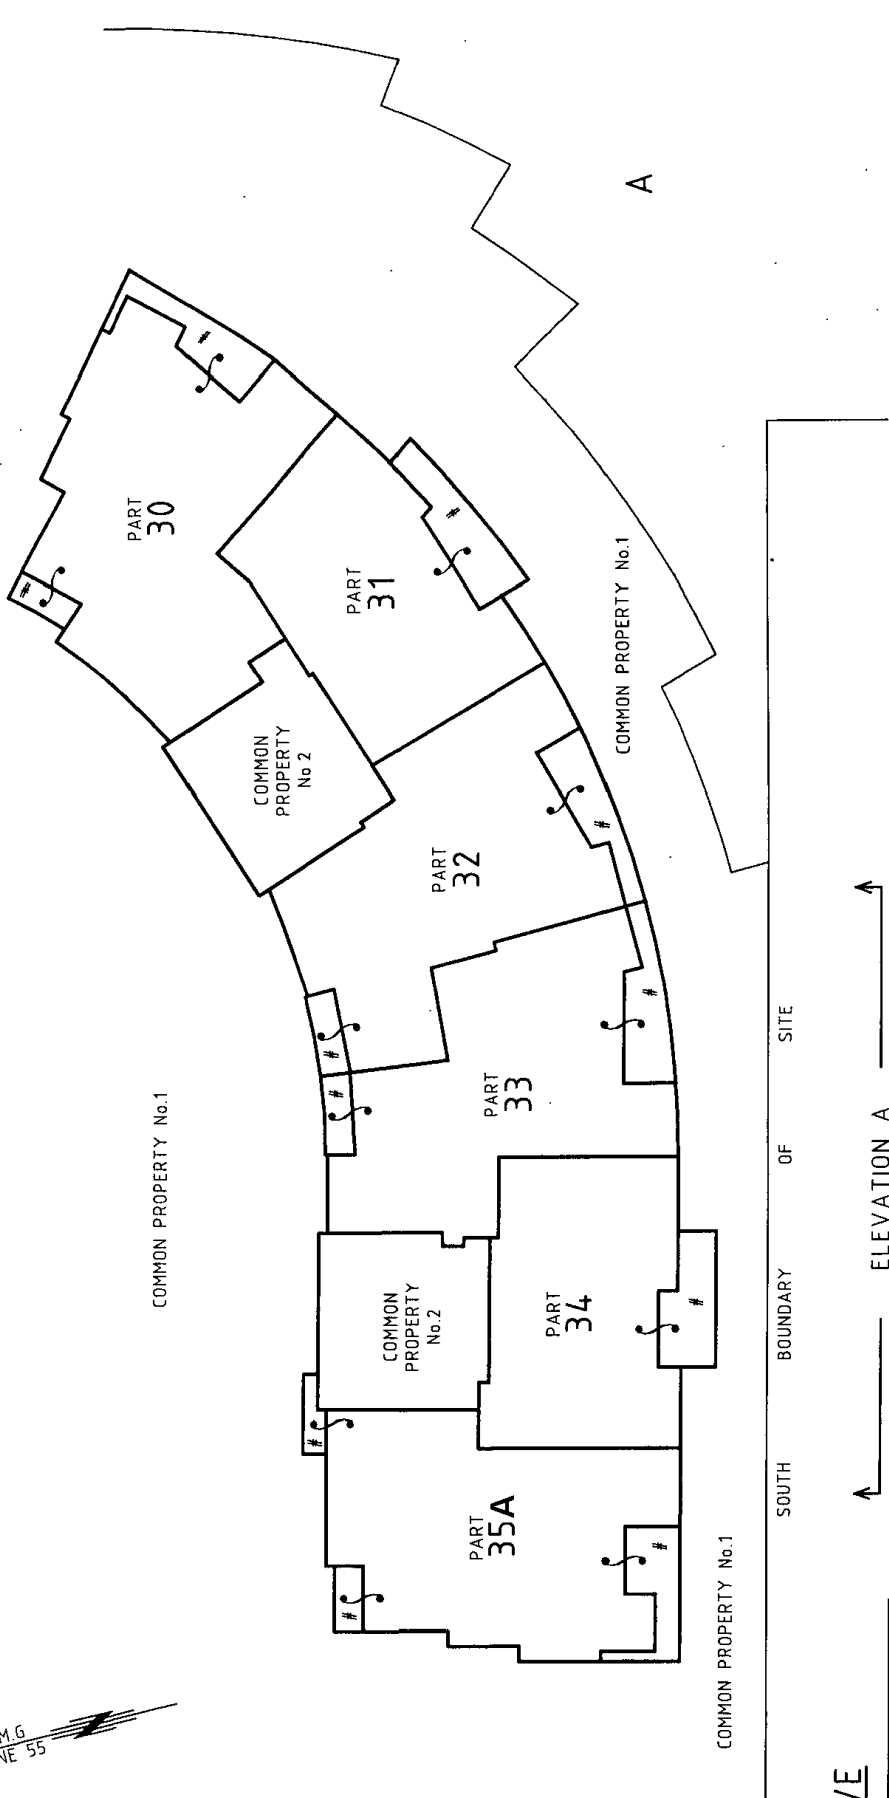 A
PART
30
#
#
PART
31
#
COMMON PROPERTY No.1
COMMON
PROPERTY
No 2
PART
32
#
#
PART
33
#
#
COMMON PROPERTY No.1
COMMON
PROPERTY
No.2
PART
34
#
PART
35A
#
#
#
COMMON PROPERTY No.1
SOUTH BOUNDARY OF SITE
ELEVATION A
M.G
NE 55
VE